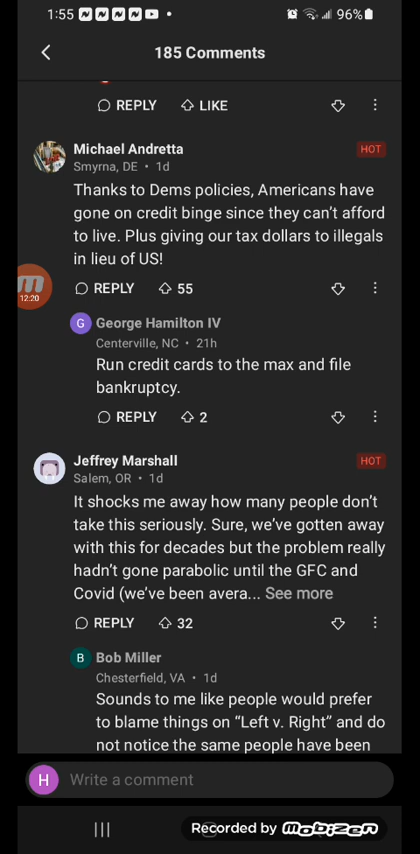 1:55 N N N N 96%
185 Comments
REPLY LIKE
Michael Andretta HOT
Smyrna, DE • 1d
Thanks to Dems policies, Americans have
gone on credit binge since they can't afford
to live. Plus giving our tax dollars to illegals
in lieu of US!
m
12:20
REPLY 55
G George Hamilton IV
Centerville, NC • 21h
Run credit cards to the max and file
bankruptcy.
REPLY 2
Jeffrey Marshall HOT
Salem, OR • 1d
It shocks me away how many people don't
take this seriously. Sure, we've gotten away
with this for decades but the problem really
hadn't gone parabolic until the GFC and
Covid (we've been avera... See more
REPLY 32
B Bob Miller
Chesterfield, VA • 1d
Sounds to me like people would prefer
to blame things on “Left v. Right” and do
not notice the same people have been
H Write a comment
Recorded by mobizen